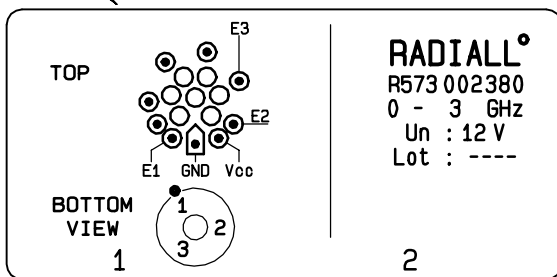 E3
TOP
E2
E1 GND Vcc
BOTTOM
VIEW
1
2
3
1
RADIALL°
R573 002380
0 - 3 GHz
Un : 12 V
Lot : ----
2